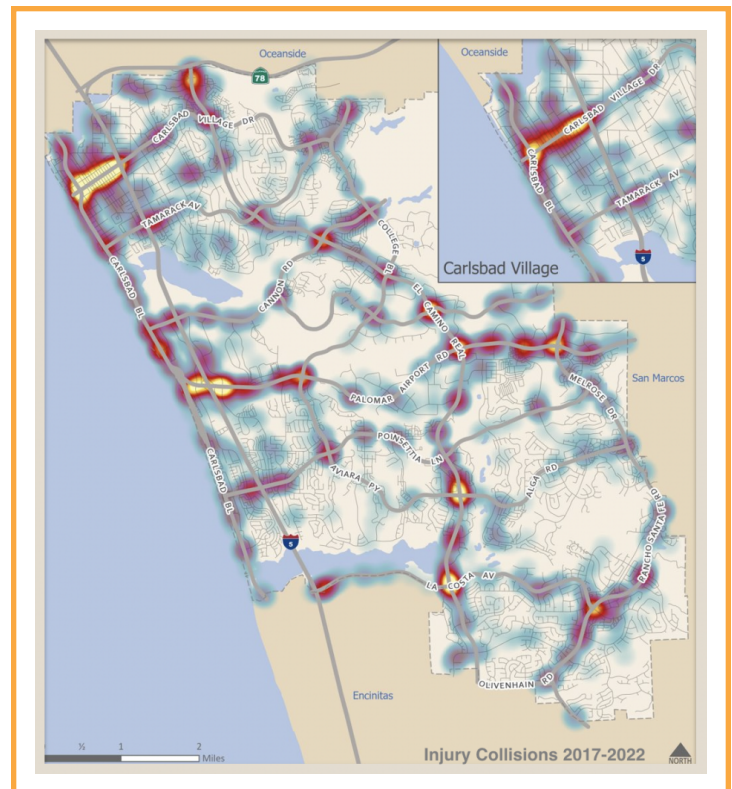 Oceanside
78
CARLSBAD VILLAGE DR
TAMARACK AV
CARLSBAD BL
COLLEGE BL
CANNON RD
EL CAMINO REAL
PALOMAR AIRPORT RD
San Marcos
MELROSE DR
POINSETTIA LN
AVIARA PY
ALGA RD
CARLSBAD BL
RANCHO SANTA FE RD
5
LA COSTA AV
OLIVENHAIN RD
Encinitas
Oceanside
CARLSBAD VILLAGE DR
CARLSBAD BL
TAMARACK AV
5
Carlsbad Village
½ 1 2
Miles
Injury Collisions 2017-2022
NORTH